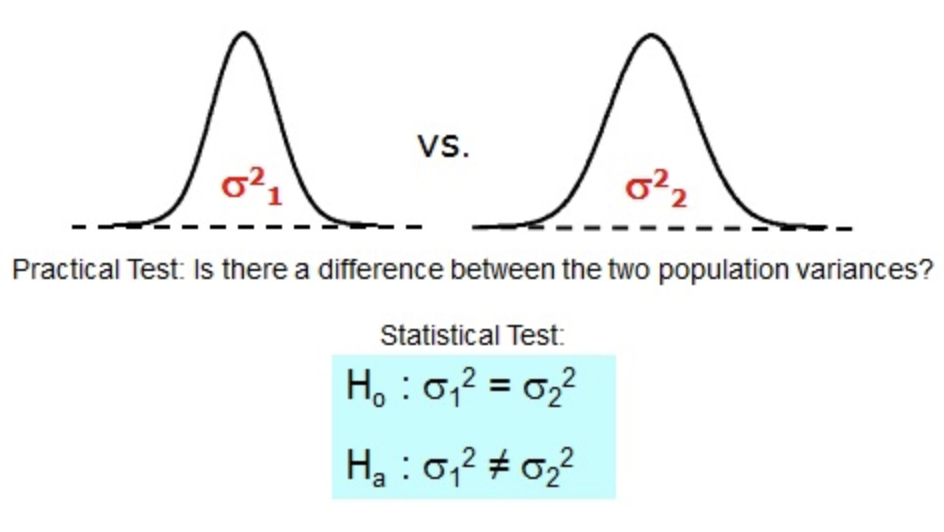 σ²₁ vs. σ²₂
Practical Test: Is there a difference between the two population variances?
Statistical Test:
Hₒ : σ₁² = σ₂²
Hₐ : σ₁² ≠ σ₂²